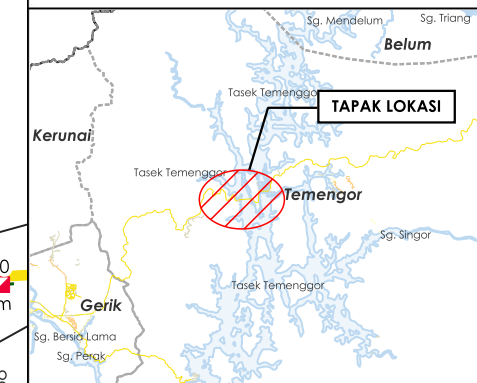 Sg. Mendelum
Sg. Triang
Belum
Tasek Temenggor
TAPAK LOKASI
Kerunai
Tasek Temenggor
Temengor
Sg. Singor
0
m
Tasek Temenggor
Gerik
Sg. Bersia Lama
Sg. Perak